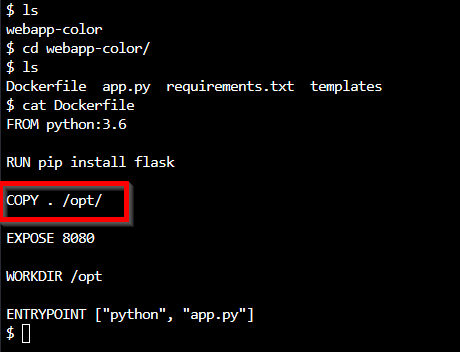 $ ls
webapp-color
$ cd webapp-color/
$ ls
Dockerfile  app.py  requirements.txt  templates
$ cat Dockerfile
FROM python:3.6
RUN pip install flask
COPY . /opt/
EXPOSE 8080
WORKDIR /opt
ENTRYPOINT ["python", "app.py"]
$